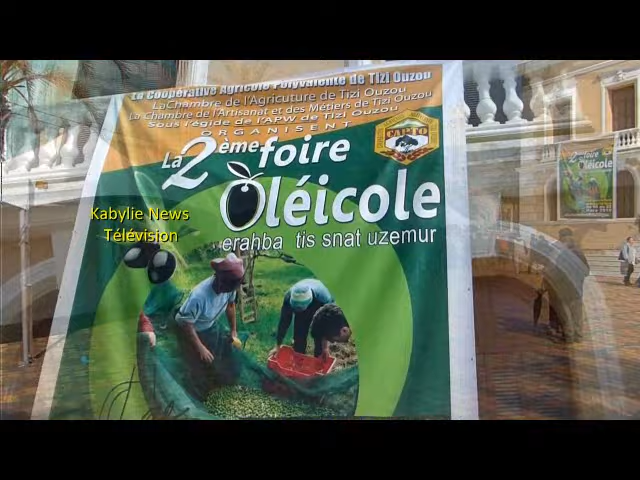 La Coopérative Agricole Polyvalente de Tizi Ouzou
La Chambre de l'Agricuture de Tizi Ouzou
La Chambre de l'Artisanat et des Métiers de Tizi Ouzou
Sous l'égide de l'APW de Tizi Ouzou
ORGANISENT
La 2ème foire
Oléicole
erahba tis snat uzemur
Kabylie News
Télévision